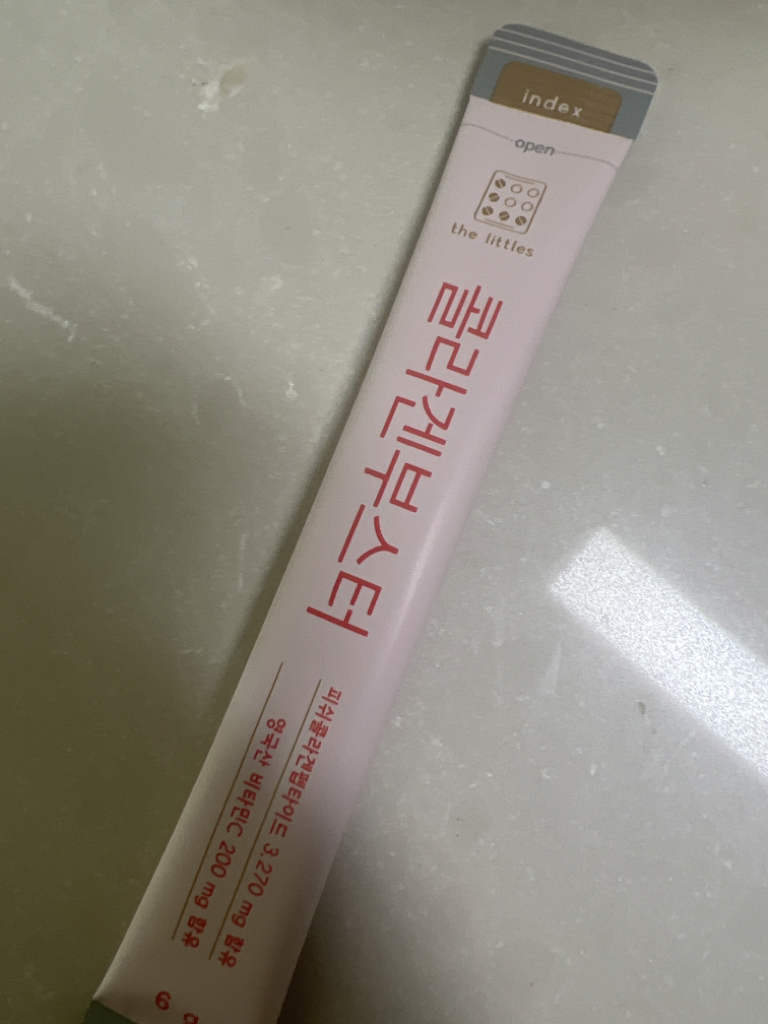 index
open
the littles
콜라겐부스터
피쉬콜라겐펩타이드 3,270 mg 함유
영국산 비타민C 200 mg 함유